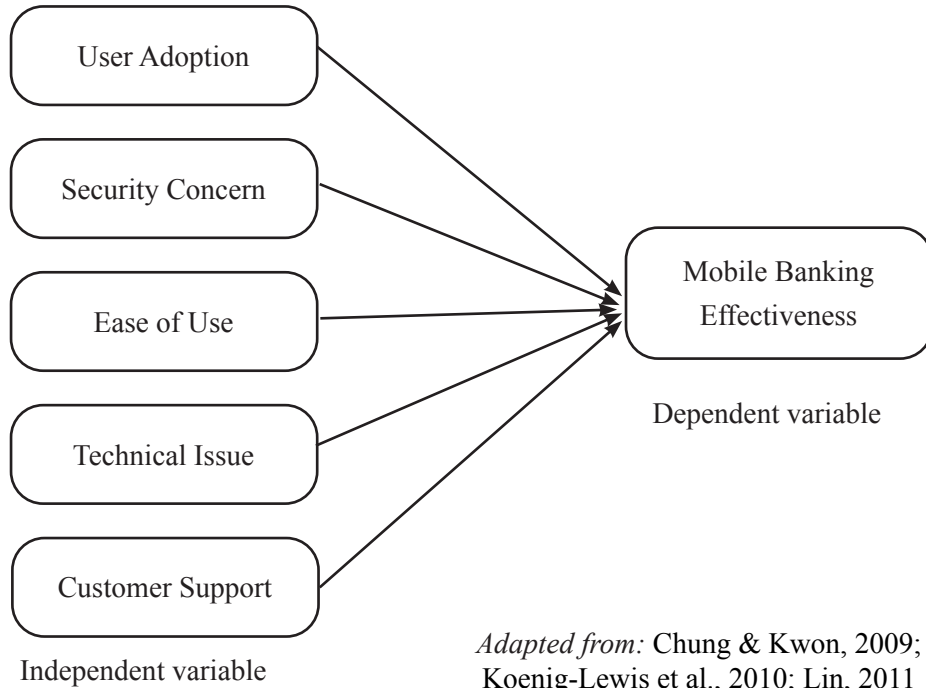 User Adoption
Security Concern
Ease of Use
Technical Issue
Customer Support
Independent variable
Mobile Banking
Effectiveness
Dependent variable
Adapted from: Chung & Kwon, 2009;
Koenig-Lewis et al., 2010; Lin, 2011